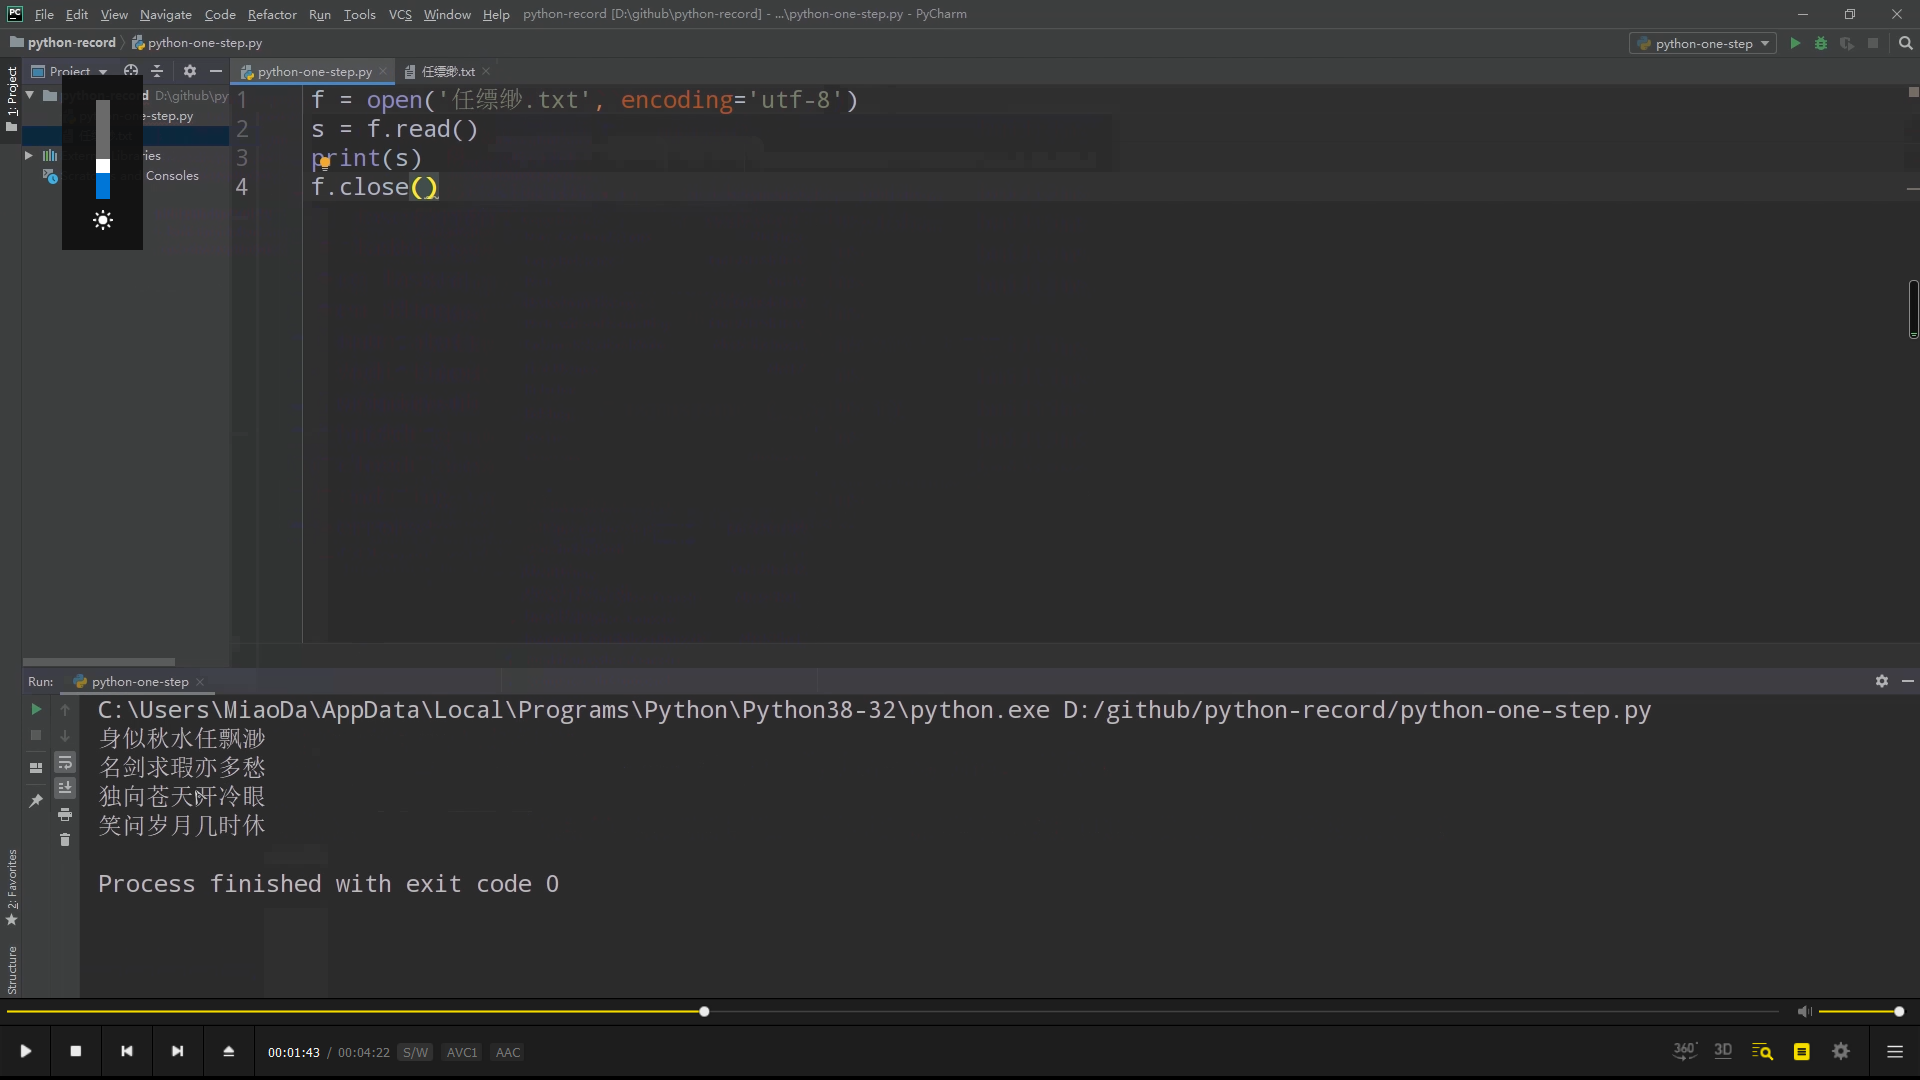 File Edit View Navigate Code Refactor Run Tools VCS Window Help python-record [D:\github\python-record] - ...\python-one-step.py - PyCharm
python-record python-one-step.py
python-one-step
1: Project
Project
python-one-step.py
任缥缈.txt
D:\github\py
-step.py
Consoles
1 f = open('任缥缈.txt', encoding='utf-8')
2 s = f.read()
3 print(s)
4 f.close()
Run: python-one-step
C:\Users\MiaoDa\AppData\Local\Programs\Python\Python38-32\python.exe D:/github/python-record/python-one-step.py
身似秋水任飘渺
名剑求瑕亦多愁
独向苍天开冷眼
笑问岁月几时休
Process finished with exit code 0
2: Favorites
Structure
00:01:43 / 00:04:22 S/W AVC1 AAC
360° 3D